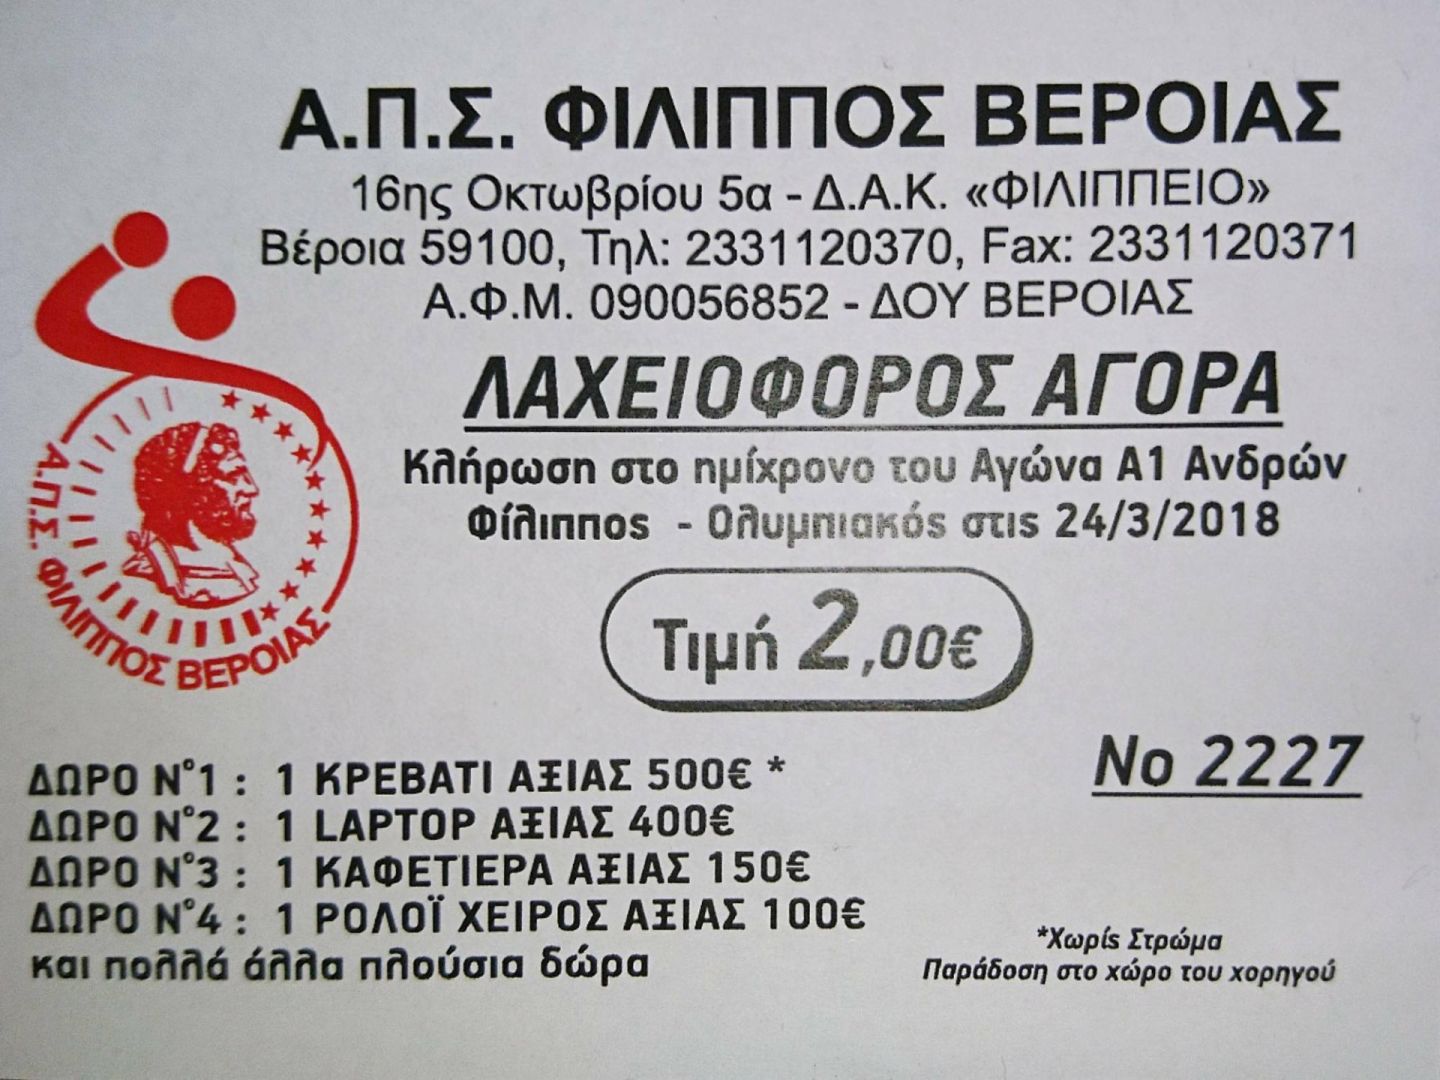 Α.Π.Σ. ΦΙΛΙΠΠΟΣ ΒΕΡΟΙΑΣ
16ης Οκτωβρίου 5α - Δ.Α.Κ. «ΦΙΛΙΠΠΕΙΟ»
Βέροια 59100, Τηλ: 2331120370, Fax: 2331120371
Α.Φ.Μ. 090056852 - ΔΟΥ ΒΕΡΟΙΑΣ
ΛΑΧΕΙΟΦΟΡΟΣ ΑΓΟΡΑ
Κλήρωση στο ημίχρονο του Αγώνα Α1 Ανδρών
Φίλιππος - Ολυμπιακός στις 24/3/2018
Α.Π.Σ. ΦΙΛΙΠΠΟΣ ΒΕΡΟΙΑΣ
Τιμή 2,00€
Νο 2227
ΔΩΡΟ Ν°1 : 1 ΚΡΕΒΑΤΙ ΑΞΙΑΣ 500€ *
ΔΩΡΟ Ν°2 : 1 LAPTOP ΑΞΙΑΣ 400€
ΔΩΡΟ Ν°3 : 1 ΚΑΦΕΤΙΕΡΑ ΑΞΙΑΣ 150€
ΔΩΡΟ Ν°4 : 1 ΡΟΛΟΪ ΧΕΙΡΟΣ ΑΞΙΑΣ 100€
και πολλά άλλα πλούσια δώρα
*Χωρίς Στρώμα
Παράδοση στο χώρο του χορηγού